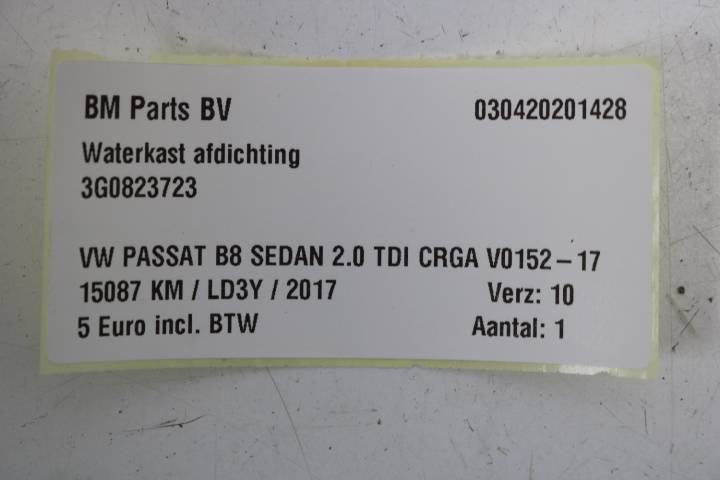 BM Parts BV 030420201428
Waterkast afdichting
3G0823723
VW PASSAT B8 SEDAN 2.0 TDI CRGA V0152-17
15087 KM / LD3Y / 2017 Verz: 10
5 Euro incl. BTW Aantal: 1